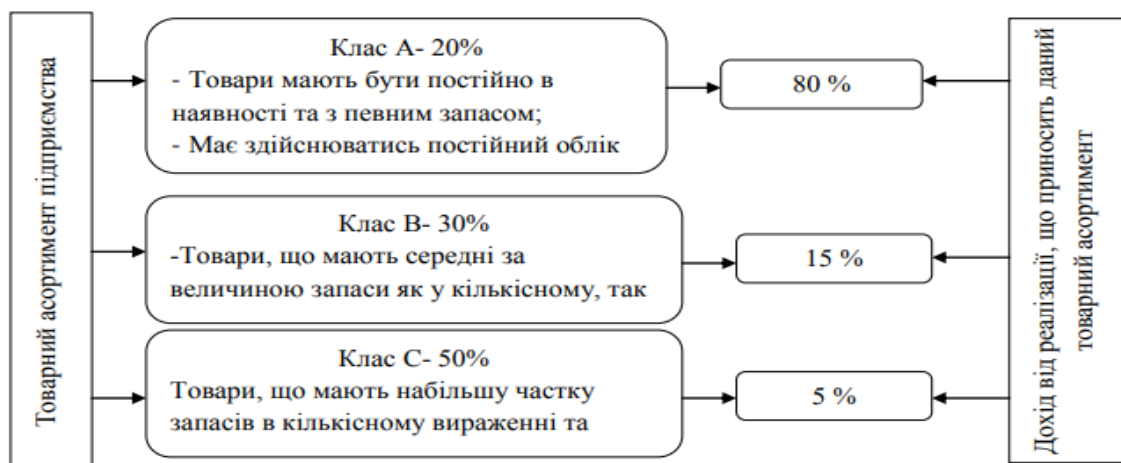 Товарний асортимент підприємства
Клас А- 20%
- Товари мають бути постійно в
наявності та з певним запасом;
- Має здійснюватись постійний облік
80 %
Клас В- 30%
-Товари, що мають середні за
величиною запаси як у кількісному, так
15 %
Клас С- 50%
Товари, що мають набільшу частку
запасів в кількісному вираженні та
5 %
Дохід від реалізації, що приносить даний
товарний асортимент